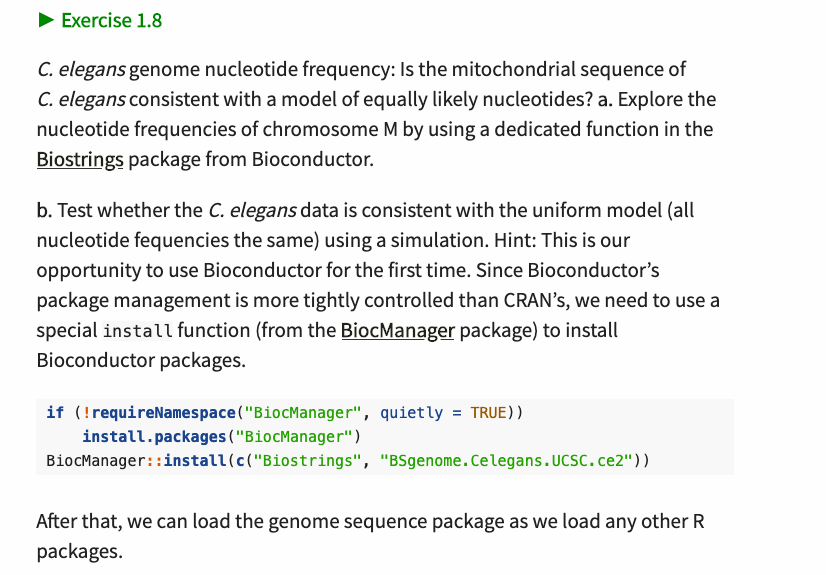 ▶ Exercise 1.8
C. elegans genome nucleotide frequency: Is the mitochondrial sequence of
C. elegans consistent with a model of equally likely nucleotides? a. Explore the
nucleotide frequencies of chromosome M by using a dedicated function in the
Biostrings package from Bioconductor.
b. Test whether the C. elegans data is consistent with the uniform model (all
nucleotide fequencies the same) using a simulation. Hint: This is our
opportunity to use Bioconductor for the first time. Since Bioconductor’s
package management is more tightly controlled than CRAN’s, we need to use a
special install function (from the BiocManager package) to install
Bioconductor packages.
if (!requireNamespace("BiocManager", quietly = TRUE))
    install.packages("BiocManager")
BiocManager::install(c("Biostrings", "BSgenome.Celegans.UCSC.ce2"))
After that, we can load the genome sequence package as we load any other R
packages.